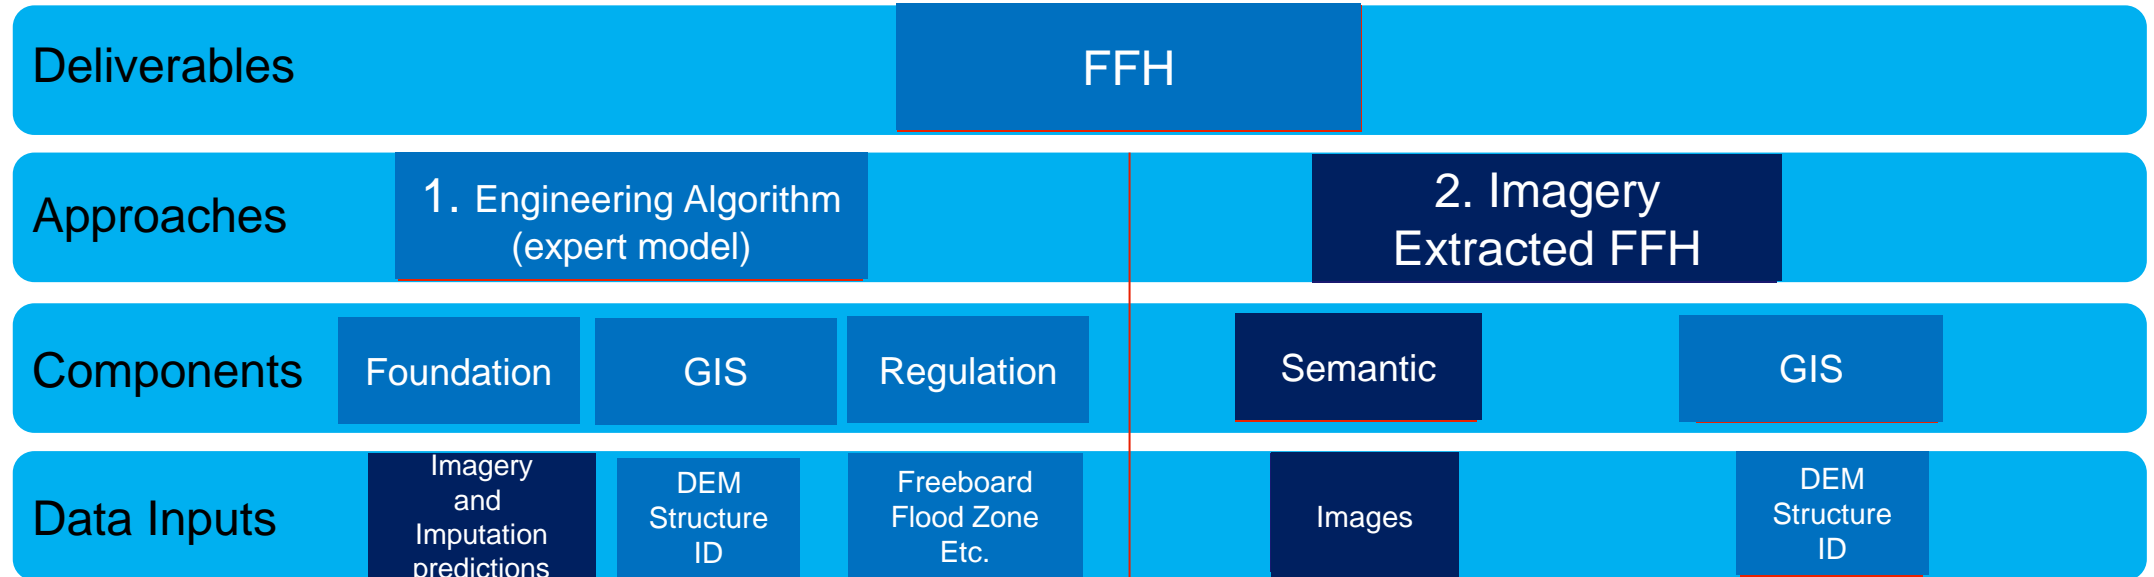 Deliverables
FFH
Approaches
1. Engineering Algorithm
(expert model)
2. Imagery
Extracted FFH
Components
Foundation
GIS
Regulation
Semantic
GIS
Data Inputs
Imagery
and
Imputation
predictions
DEM
Structure
ID
Freeboard
Flood Zone
Etc.
Images
DEM
Structure
ID